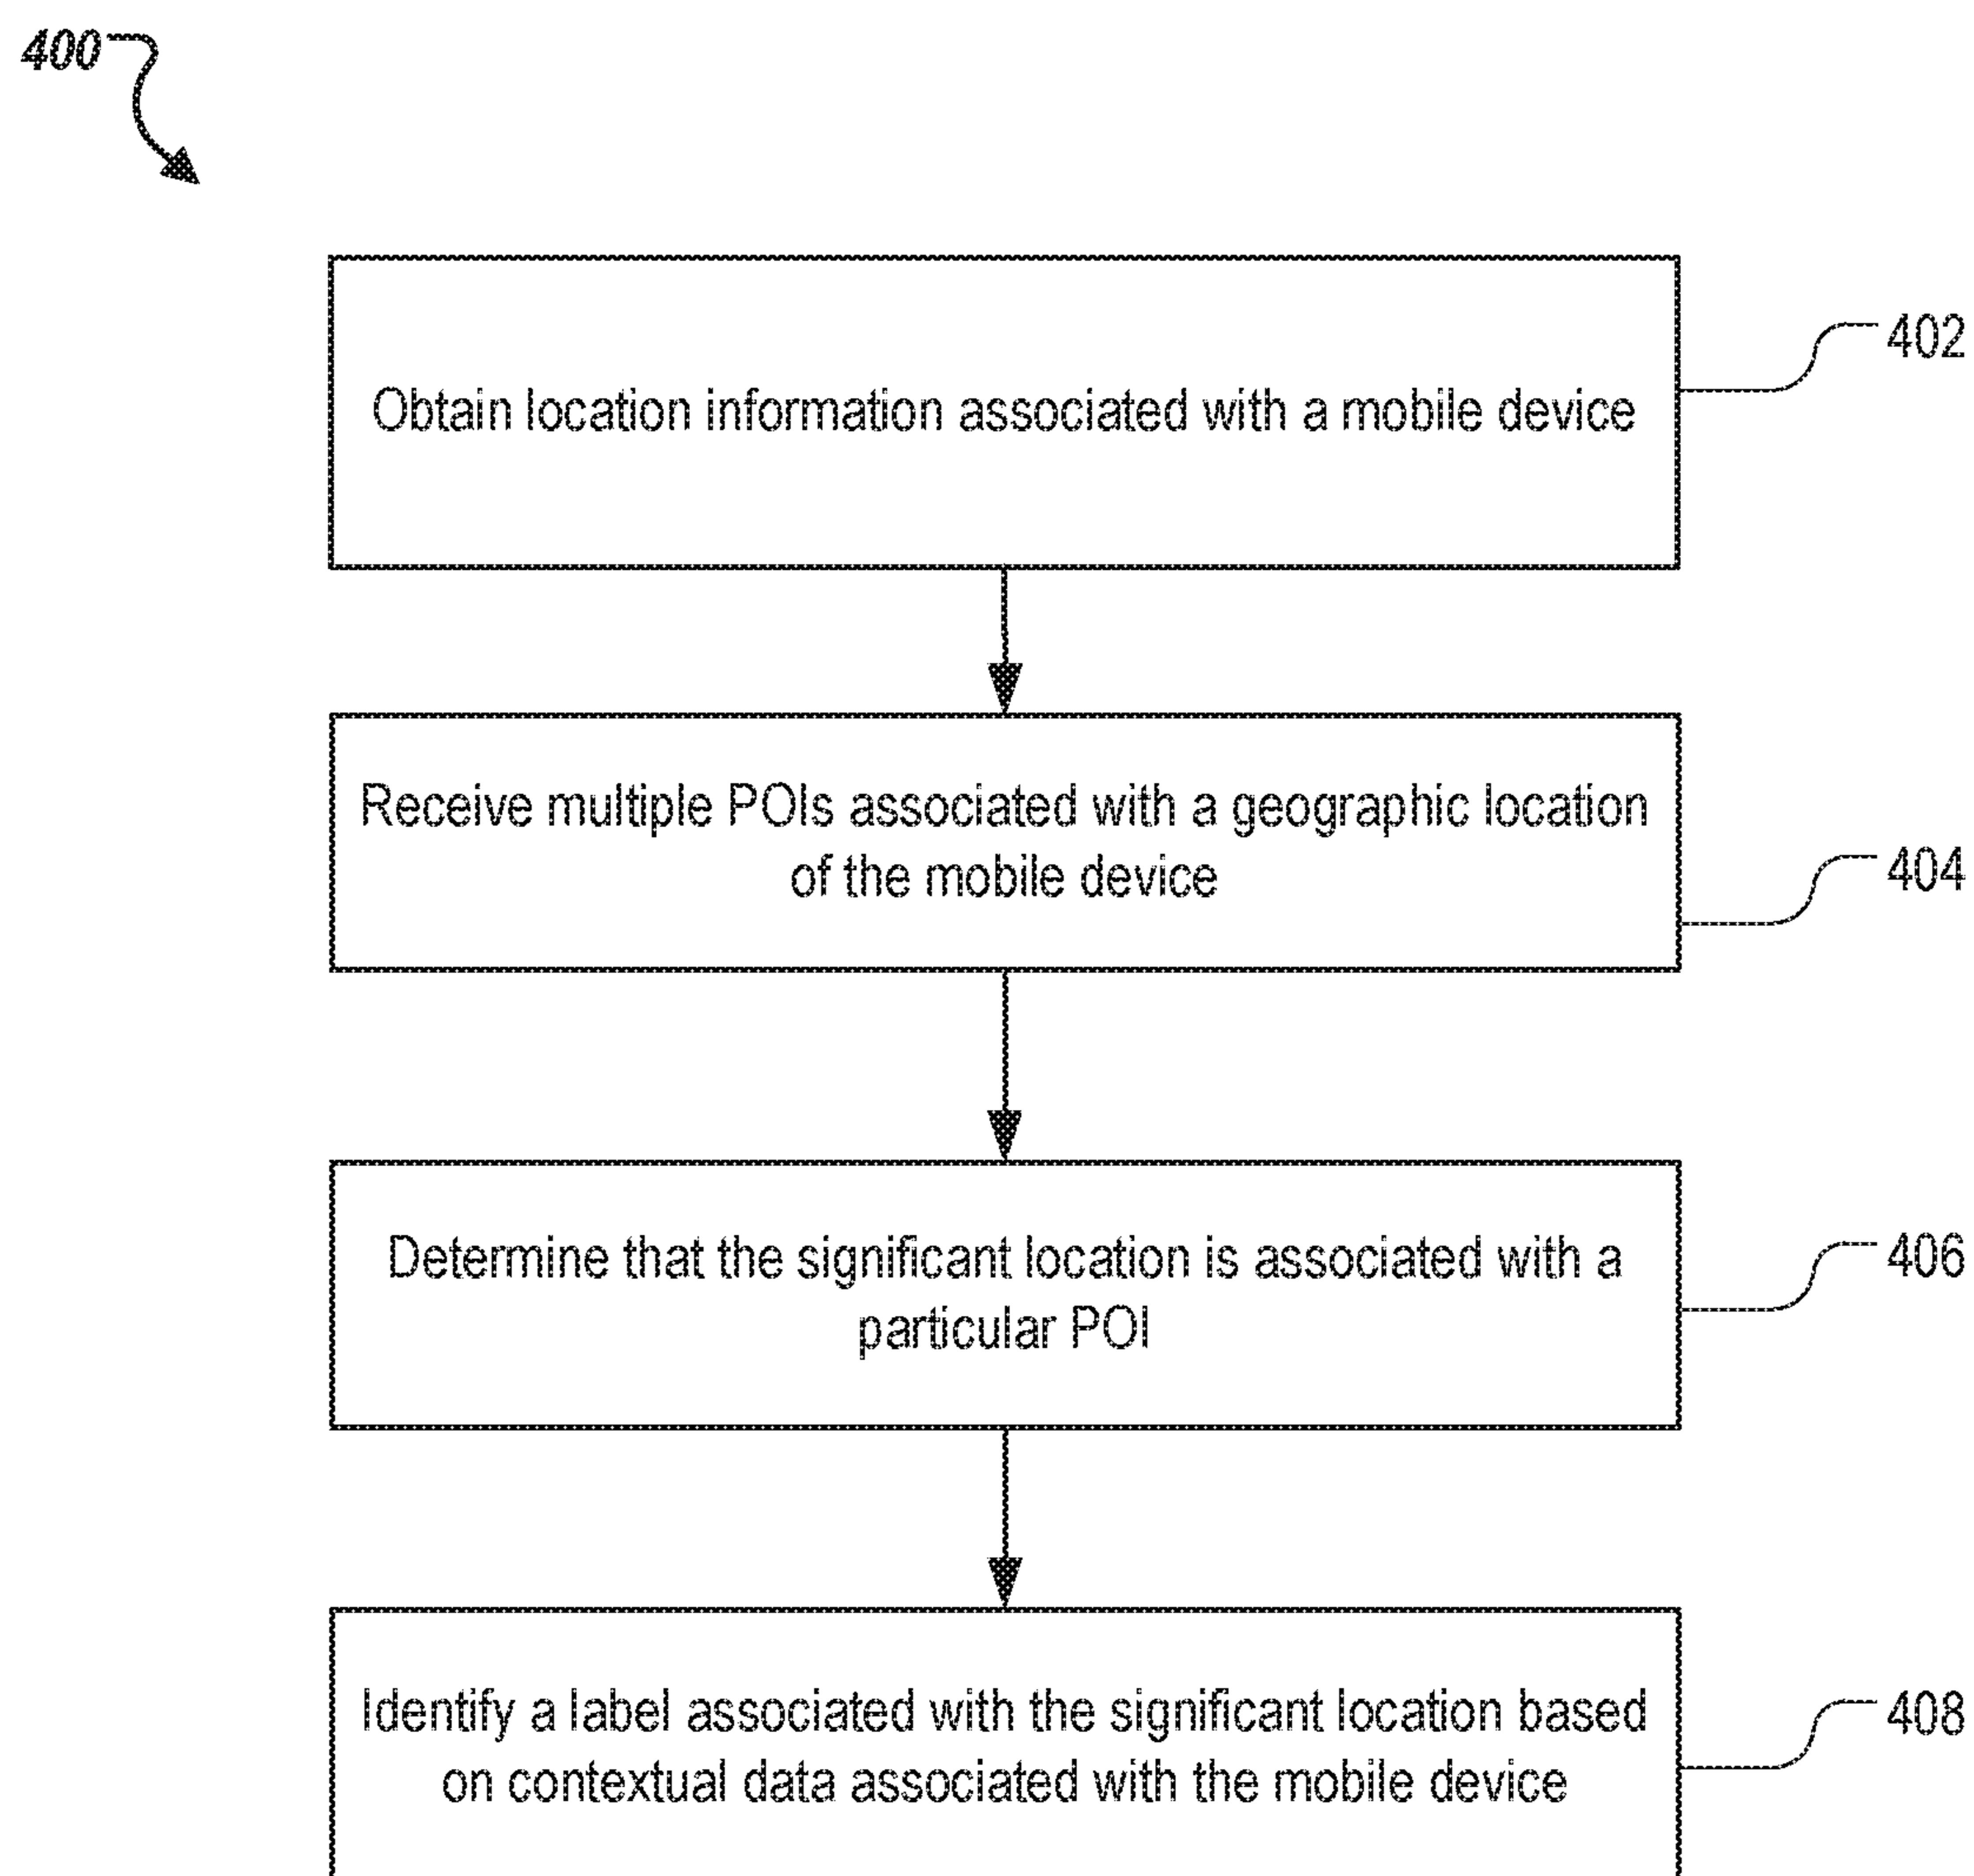 400
Obtain location information associated with a mobile device
402
Receive multiple POIs associated with a geographic location
of the mobile device
404
Determine that the significant location is associated with a
particular POI
406
Identify a label associated with the significant location based
on contextual data associated with the mobile device
408